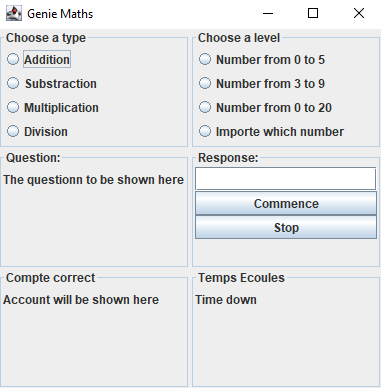 Genie Maths
Choose a type
Addition
Substraction
Multiplication
Division
Choose a level
Number from 0 to 5
Number from 3 to 9
Number from 0 to 20
Importe which number
Question:
The questionn to be shown here
Response:
Commence
Stop
Compte correct
Account will be shown here
Temps Ecoules
Time down